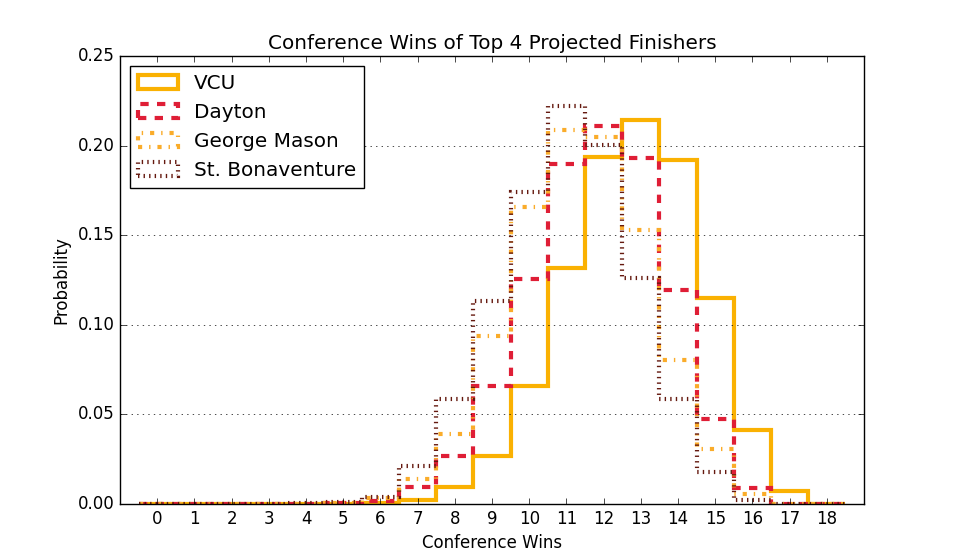 Conference Wins of Top 4 Projected Finishers
0.25
0.20
0.15
0.10
0.05
0.00
Probability
VCU
Dayton
George Mason
St. Bonaventure
0 1 2 3 4 5 6 7 8 9 10 11 12 13 14 15 16 17 18
Conference Wins